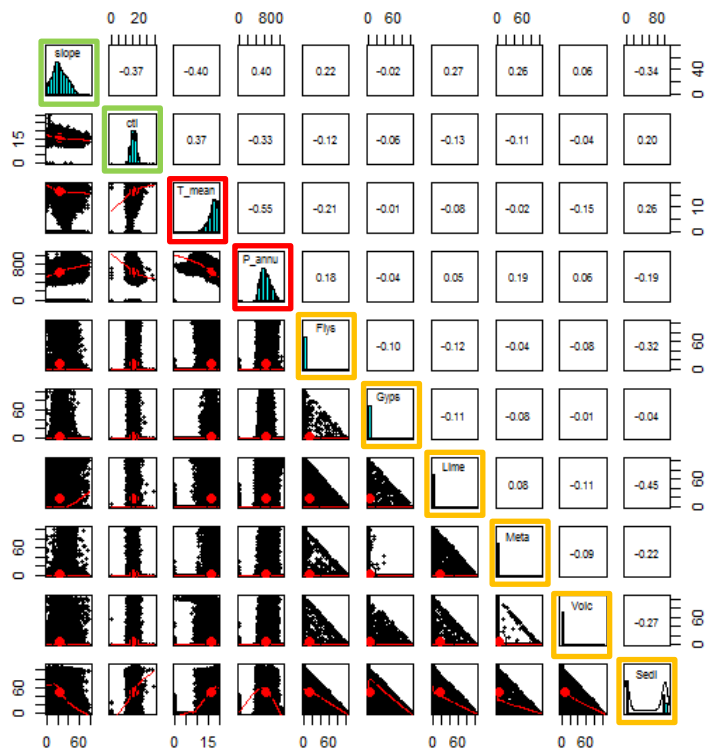 0 20 0 800 0 60 0 60 0 80
slope -0.37 -0.40 0.40 0.22 -0.02 0.27 0.26 0.06 -0.34 0 40
0 15 cti 0.37 -0.33 -0.12 -0.06 -0.13 -0.11 -0.04 0.20
T_mean -0.55 -0.21 -0.01 -0.08 -0.02 -0.15 0.26 0 10
0 800 P_annu 0.18 -0.04 0.05 0.19 0.06 -0.19
Flys -0.10 -0.12 -0.04 -0.08 -0.32 0 60
0 60 Gyps -0.11 -0.08 -0.01 -0.04
Lime 0.08 -0.11 -0.45 0 60
0 60 Meta -0.09 -0.22
Volc -0.27 0 60
0 60 Sedi
0 60 0 15 0 60 0 60 0 60